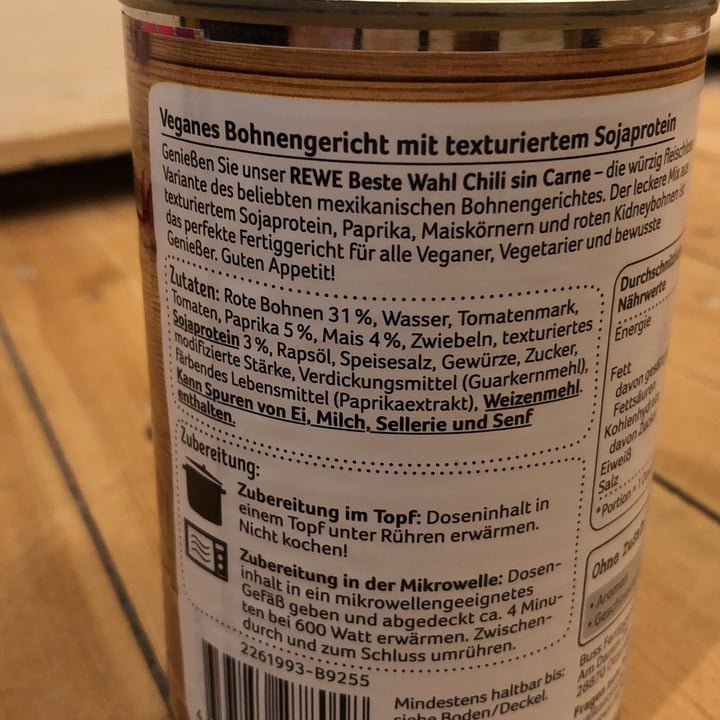 Veganes Bohnengericht mit texturiertem Sojaprotein
Genießen Sie unser REWE Beste Wahl Chili sin Carne – die würzig fleischlose
Variante des beliebten mexikanischen Bohnengerichtes. Der leckere Mix aus
texturiertem Sojaprotein, Paprika, Maiskörnern und roten Kidneybohnen ist
das perfekte Fertiggericht für alle Veganer, Vegetarier und bewusste
Genießer. Guten Appetit!
Zutaten: Rote Bohnen 31 %, Wasser, Tomatenmark,
Tomaten, Paprika 5 %, Mais 4 %, Zwiebeln, texturiertes
Sojaprotein 3 %, Rapsöl, Speisesalz, Gewürze, Zucker,
modifizierte Stärke, Verdickungsmittel (Guarkernmehl),
färbendes Lebensmittel (Paprikaextrakt), Weizenmehl.
Kann Spuren von Ei, Milch, Sellerie und Senf
enthalten.
Zubereitung:
Zubereitung im Topf: Doseninhalt in
einem Topf unter Rühren erwärmen.
Nicht kochen!
Zubereitung in der Mikrowelle: Dosen-
inhalt in ein mikrowellengeeignetes
Gefäß geben und abgedeckt ca. 4 Minu-
ten bei 600 Watt erwärmen. Zwischen-
durch und zum Schluss umrühren.
2261993-B9255
Mindestens haltbar bis:
siehe Boden/Deckel.
Nährwerte
Energie
Fett
Fettsäuren
Eiweiß
Salz
Ohne
Am
28870
Fragen